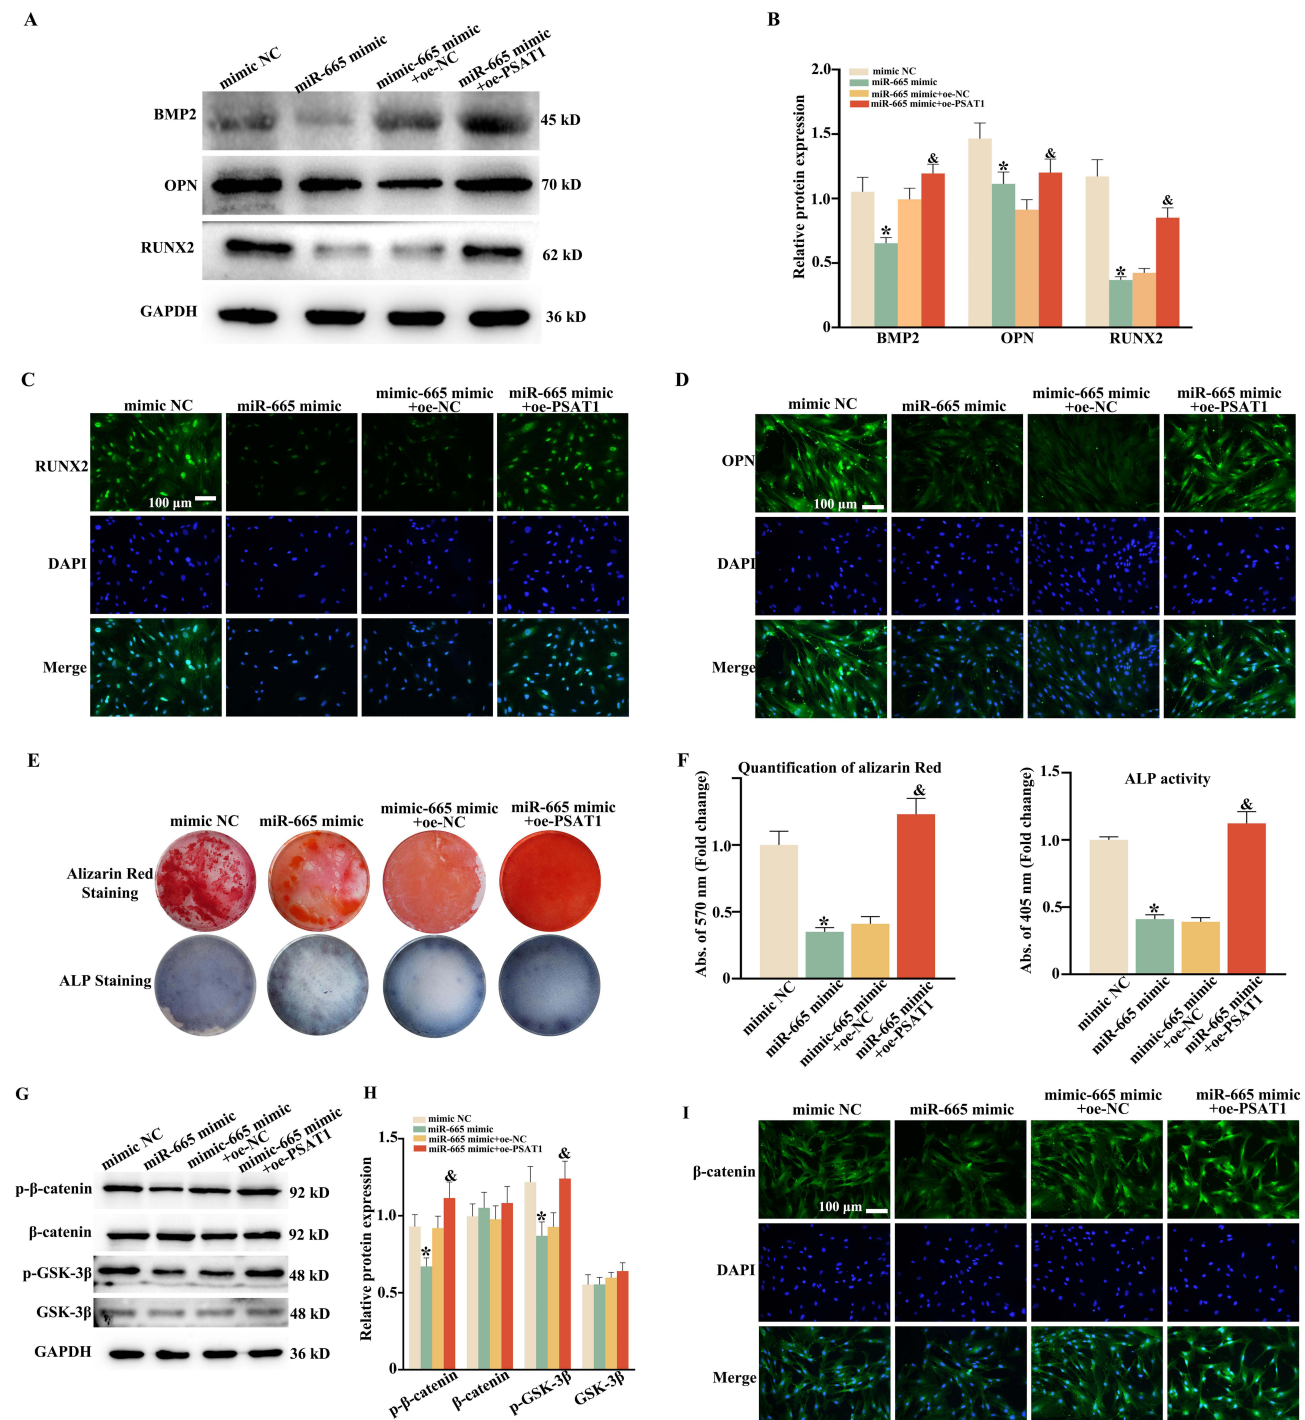 A
mimic NC
miR-665 mimic
mimic-665 mimic
+oe-NC
miR-665 mimic
+oe-PSAT1
BMP2
45 kD
OPN
70 kD
RUNX2
62 kD
GAPDH
36 kD
B
mimic NC
miR-665 mimic
miR-665 mimic+oe-NC
miR-665 mimic+oe-PSAT1
Relative protein expression
2.0
1.5
1.0
0.5
0
*
&
*
&
*
&
BMP2
OPN
RUNX2
C
mimic NC
miR-665 mimic
mimic-665 mimic
+oe-NC
miR-665 mimic
+oe-PSAT1
RUNX2
100 μm
DAPI
Merge
D
mimic NC
miR-665 mimic
mimic-665 mimic
+oe-NC
miR-665 mimic
+oe-PSAT1
OPN
100 μm
DAPI
Merge
E
mimic NC
miR-665 mimic
mimic-665 mimic
+oe-NC
miR-665 mimic
+oe-PSAT1
Alizarin Red
Staining
ALP Staining
F
Quantification of alizarin Red
Abs. of 570 nm (Fold chaange)
1.5
1.0
0.5
0
*
&
mimic NC
miR-665 mimic
mimic-665 mimic
+oe-NC
miR-665 mimic
+oe-PSAT1
ALP activity
Abs. of 405 nm (Fold chaange)
1.5
1.0
0.5
0
*
&
mimic NC
miR-665 mimic
mimic-665 mimic
+oe-NC
miR-665 mimic
+oe-PSAT1
G
mimic NC
miR-665 mimic
mimic-665 mimic
+oe-NC
mimic-665 mimic
+oe-PSAT1
p-β-catenin
92 kD
β-catenin
92 kD
p-GSK-3β
48 kD
GSK-3β
48 kD
GAPDH
36 kD
H
mimic NC
miR-665 mimic
miR-665 mimic+oe-NC
miR-665 mimic+oe-PSAT1
Relative protein expression
1.5
1.0
0.5
0
*
&
*
&
p-β-catenin
β-catenin
p-GSK-3β
GSK-3β
I
mimic NC
miR-665 mimic
mimic-665 mimic
+oe-NC
miR-665 mimic
+oe-PSAT1
β-catenin
100 μm
DAPI
Merge